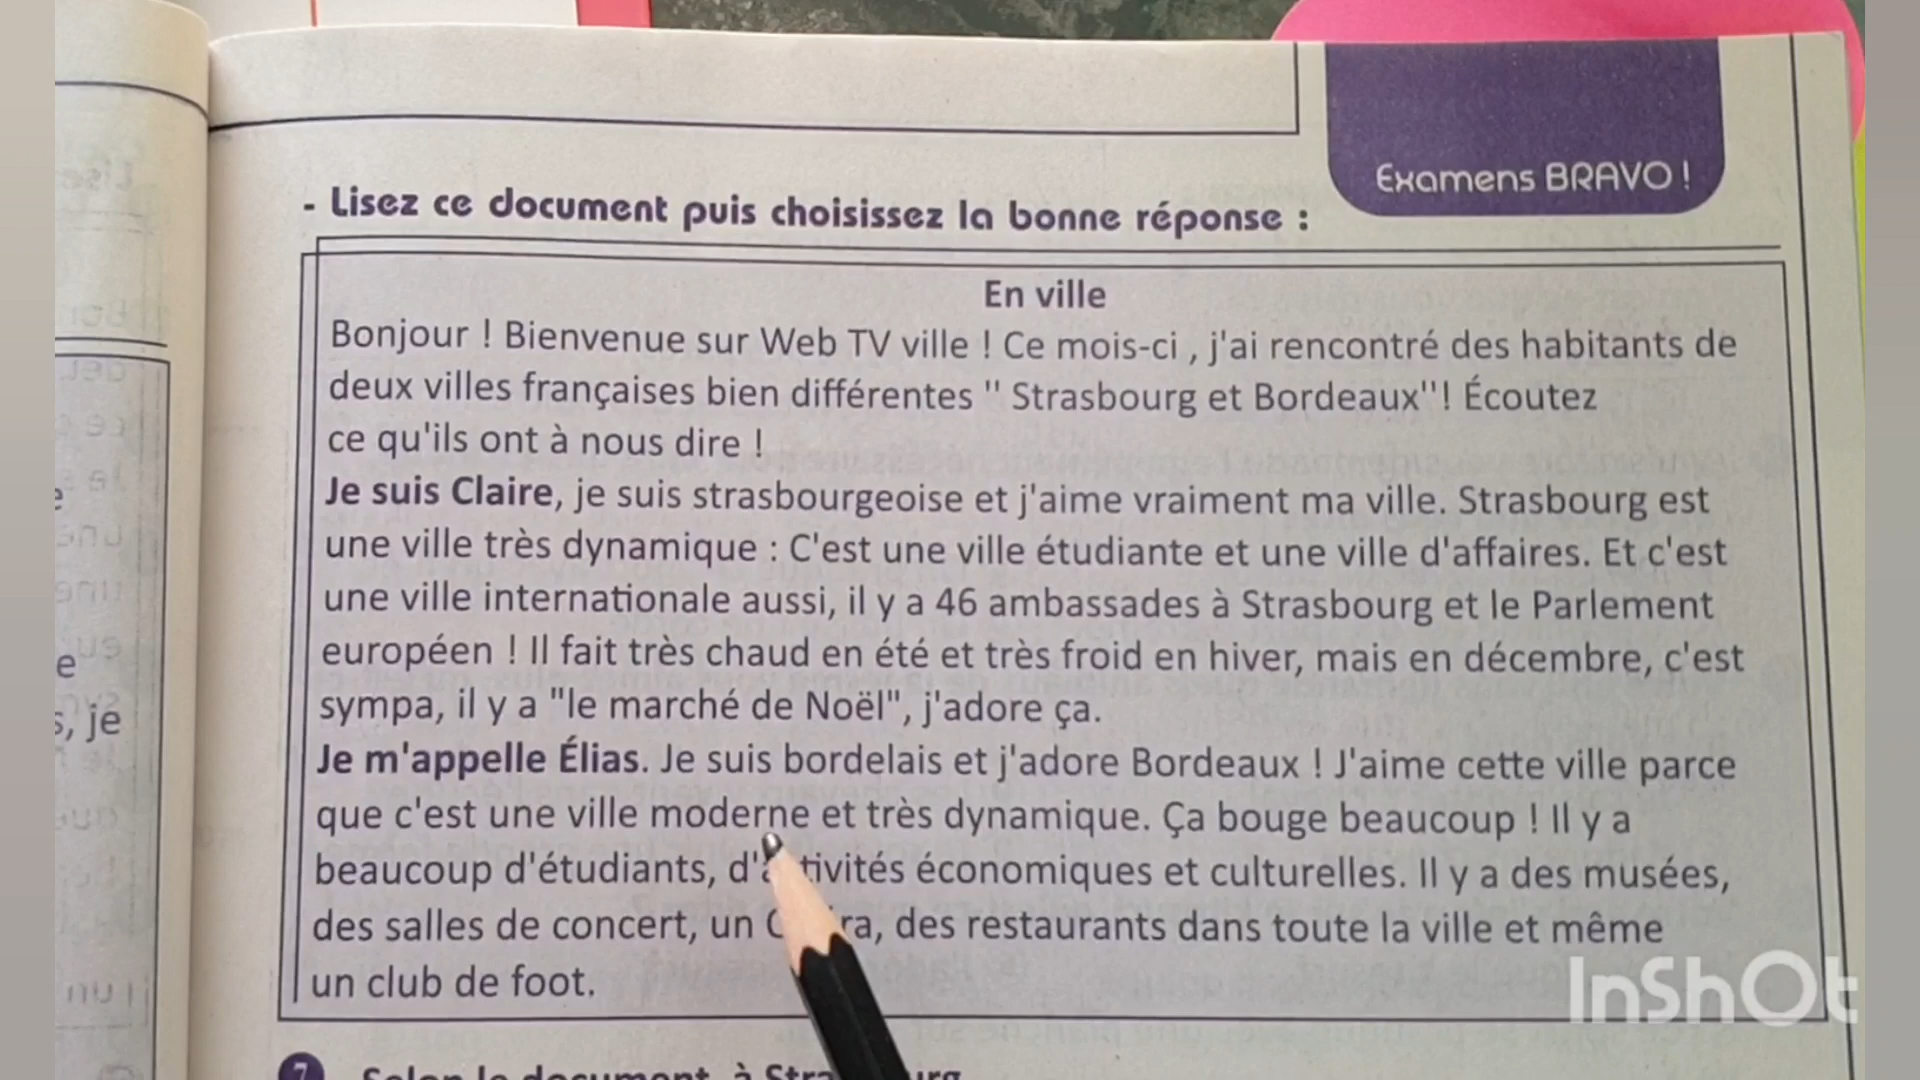 Examens BRAVO !
- Lisez ce document puis choisissez la bonne réponse :
En ville
Bonjour ! Bienvenue sur Web TV ville ! Ce mois-ci , j'ai rencontré des habitants de
deux villes françaises bien différentes " Strasbourg et Bordeaux"! Écoutez
ce qu'ils ont à nous dire !
Je suis Claire, je suis strasbourgeoise et j'aime vraiment ma ville. Strasbourg est
une ville très dynamique : C'est une ville étudiante et une ville d'affaires. Et c'est
une ville internationale aussi, il y a 46 ambassades à Strasbourg et le Parlement
européen ! Il fait très chaud en été et très froid en hiver, mais en décembre, c'est
sympa, il y a "le marché de Noël", j'adore ça.
Je m'appelle Élias. Je suis bordelais et j'adore Bordeaux ! J'aime cette ville parce
que c'est une ville moderne et très dynamique. Ça bouge beaucoup ! Il y a
beaucoup d'étudiants, économiques et culturelles. Il y a des musées,
des salles de concert, un des restaurants dans toute la ville et même
un club de foot.
7 Selon le document, à
s, je
InShOt